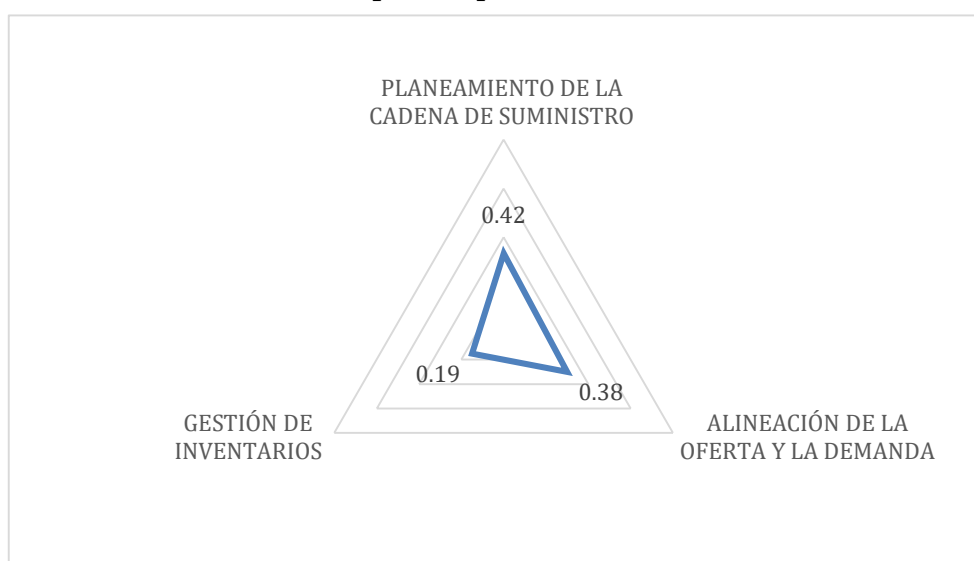 PLANEAMIENTO DE LA
CADENA DE SUMINISTRO
0.42
0.19
0.38
GESTIÓN DE
INVENTARIOS
ALINEACIÓN DE LA
OFERTA Y LA DEMANDA